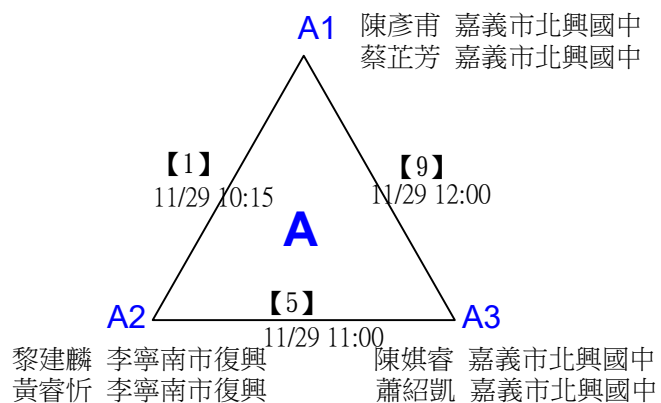 A1
陳彥甫 嘉義市北興國中
蔡芷芳 嘉義市北興國中
【1】
11/29 10:15
【9】
11/29 12:00
A
【5】
11/29 11:00
A2
A3
黎建麟 李寧南市復興
黃睿忻 李寧南市復興
陳娸睿 嘉義市北興國中
蕭紹凱 嘉義市北興國中